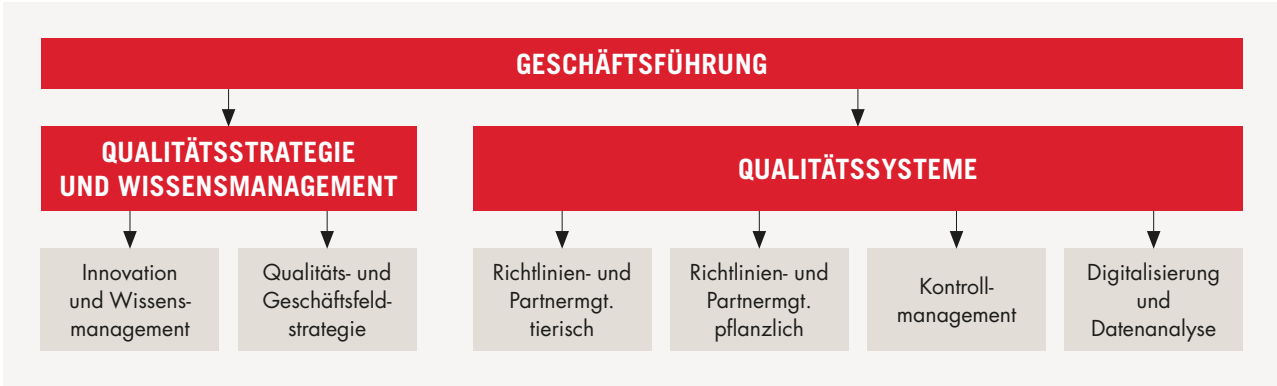 GESCHÄFTSFÜHRUNG
QUALITÄTSSTRATEGIE
UND WISSENSMANAGEMENT
QUALITÄTSSYSTEME
Innovation
und Wissens-
management
Qualitäts- und
Geschäftsfeld-
strategie
Richtlinien- und
Partnermgt.
tierisch
Richtlinien- und
Partnermgt.
pflanzlich
Kontroll-
management
Digitalisierung
und
Datenanalyse